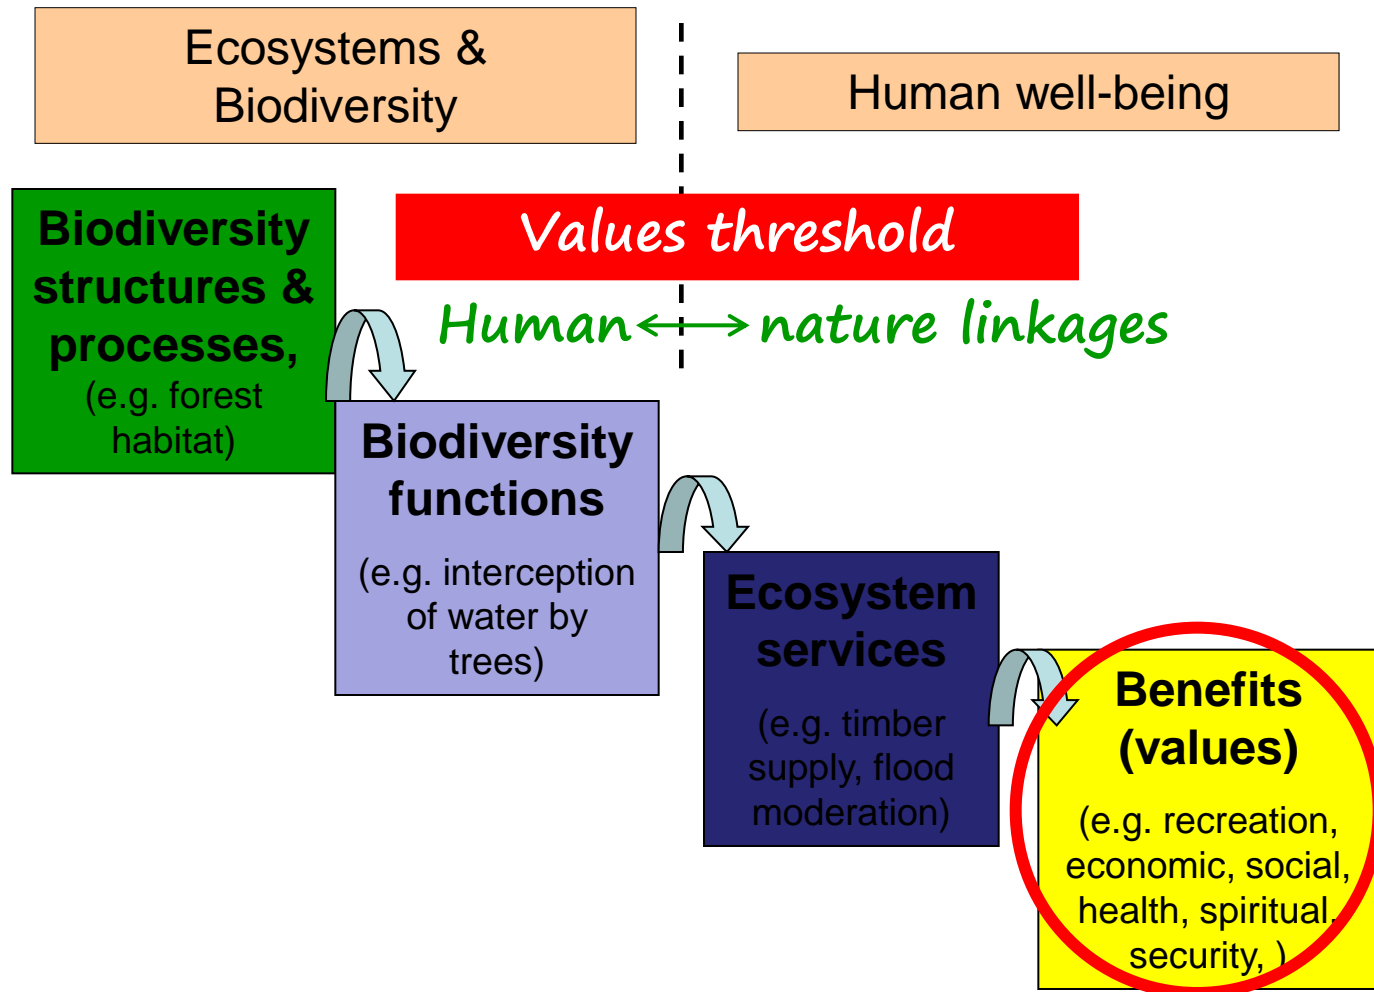 Ecosystems &
Biodiversity
Human well-being
Values threshold
Human
nature linkages
Biodiversity
structures &
processes,
(e.g. forest
habitat)
Biodiversity
functions
(e.g. interception
of water by
trees)
Ecosystem
services
(e.g. timber
supply, flood
moderation)
Benefits
(values)
(e.g. recreation,
economic, social,
health, spiritual,
security, )